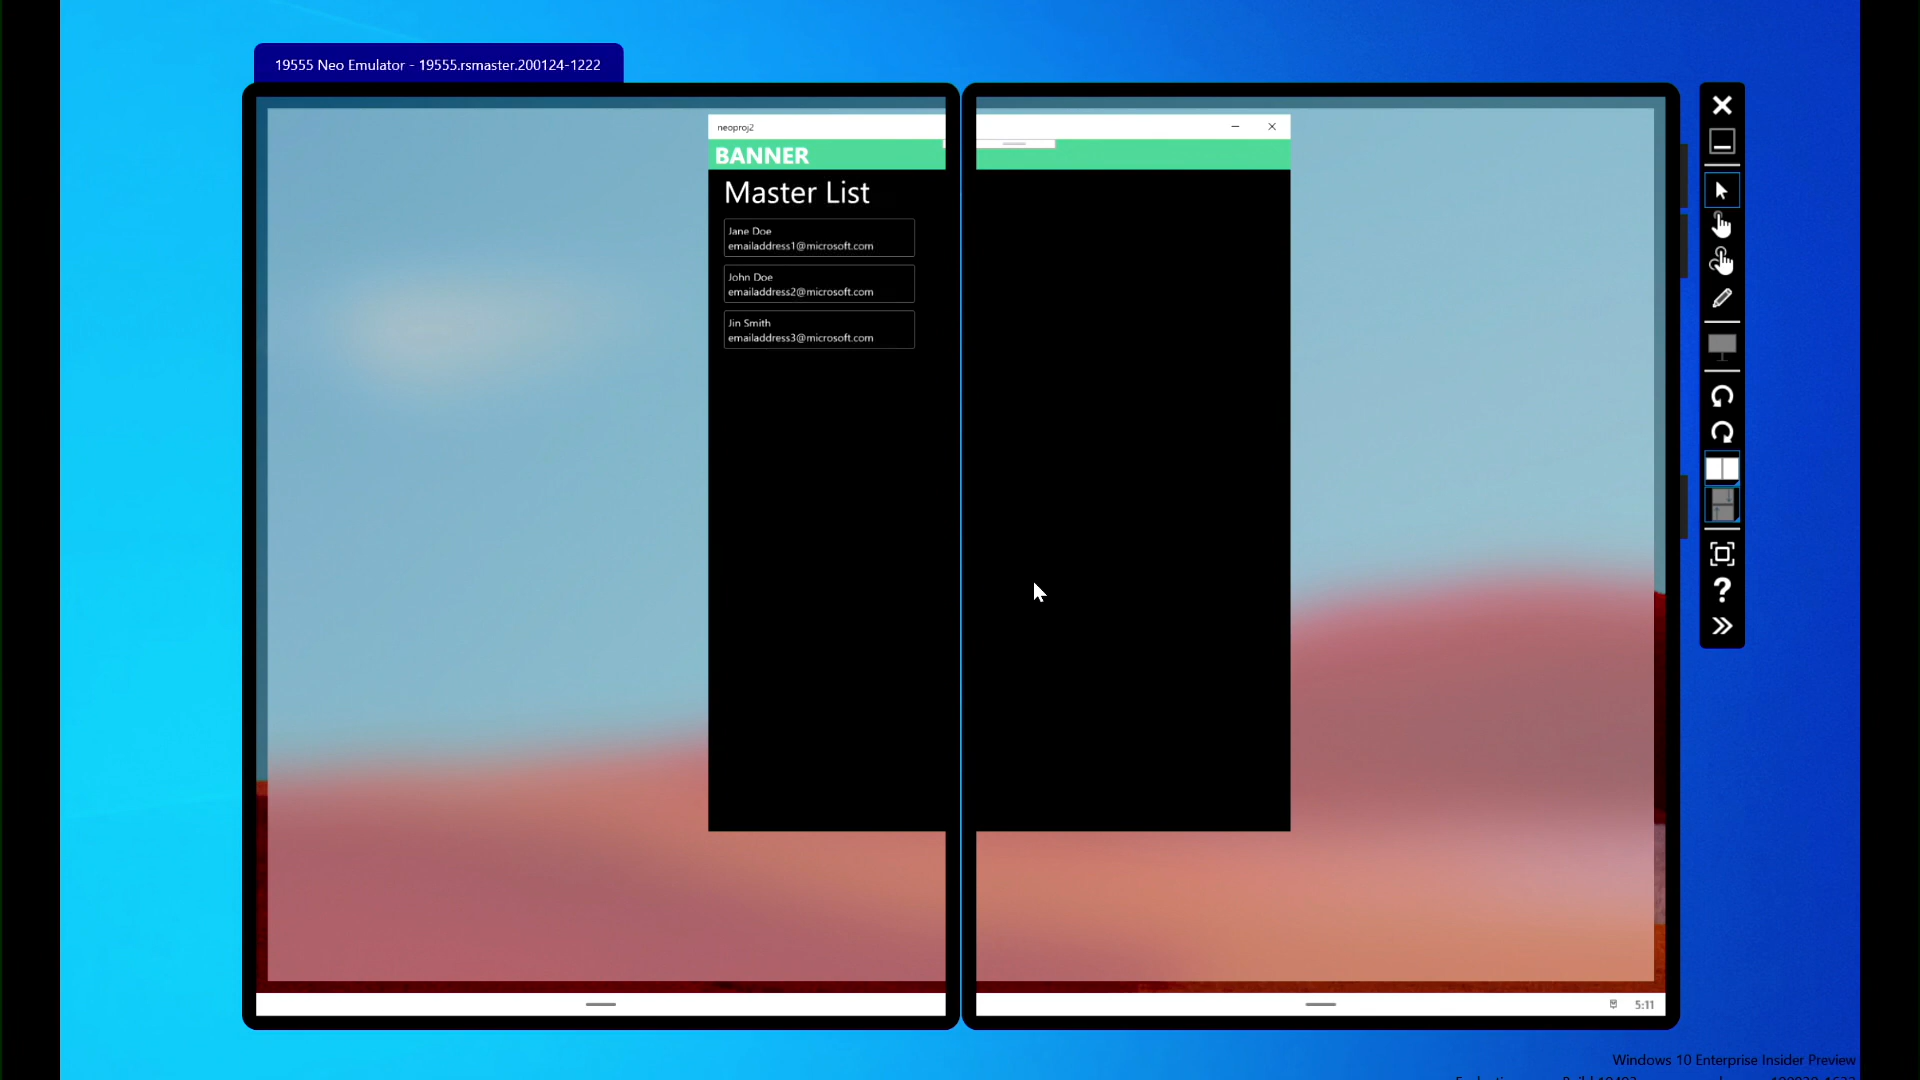 19555 Neo Emulator - 19555.rsmaster.200124-1222
neoproj2
BANNER
Master List
Jane Doe
emailaddress1@microsoft.com
John Doe
emailaddress2@microsoft.com
Jin Smith
emailaddress3@microsoft.com
?
5:11
Windows 10 Enterprise Insider Preview